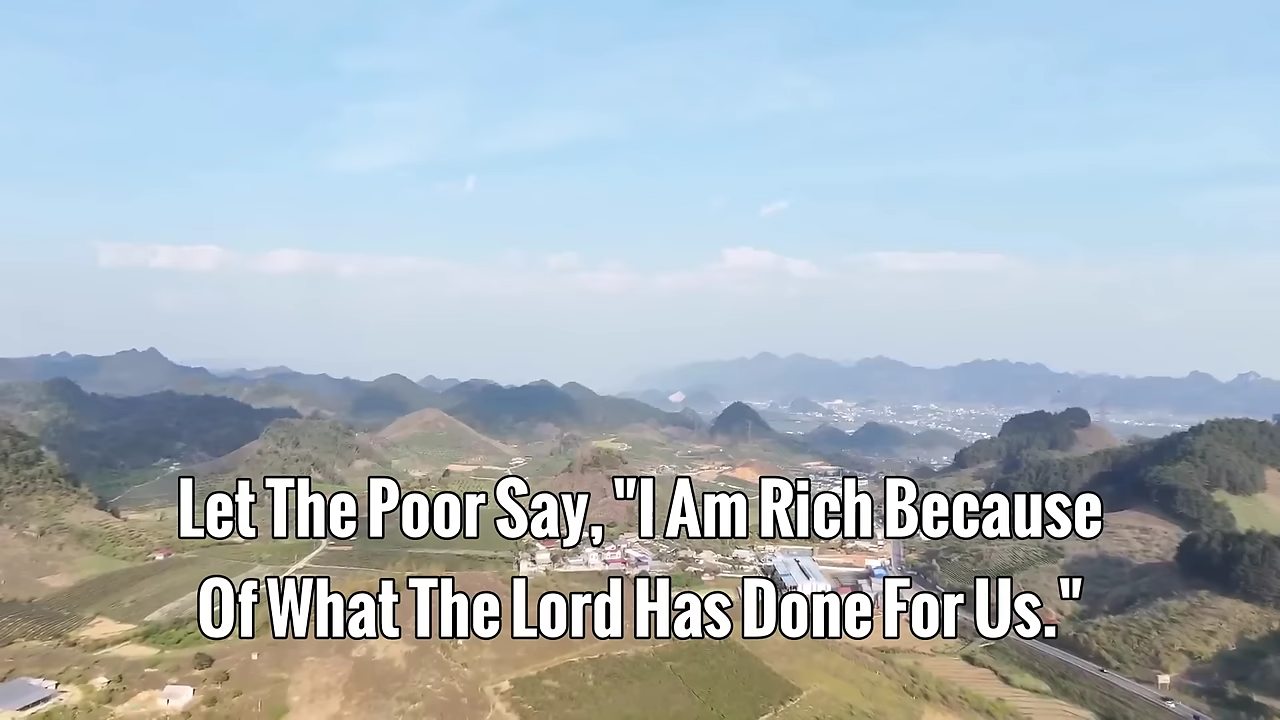 Let The Poor Say, "I Am Rich Because
Of What The Lord Has Done For Us."